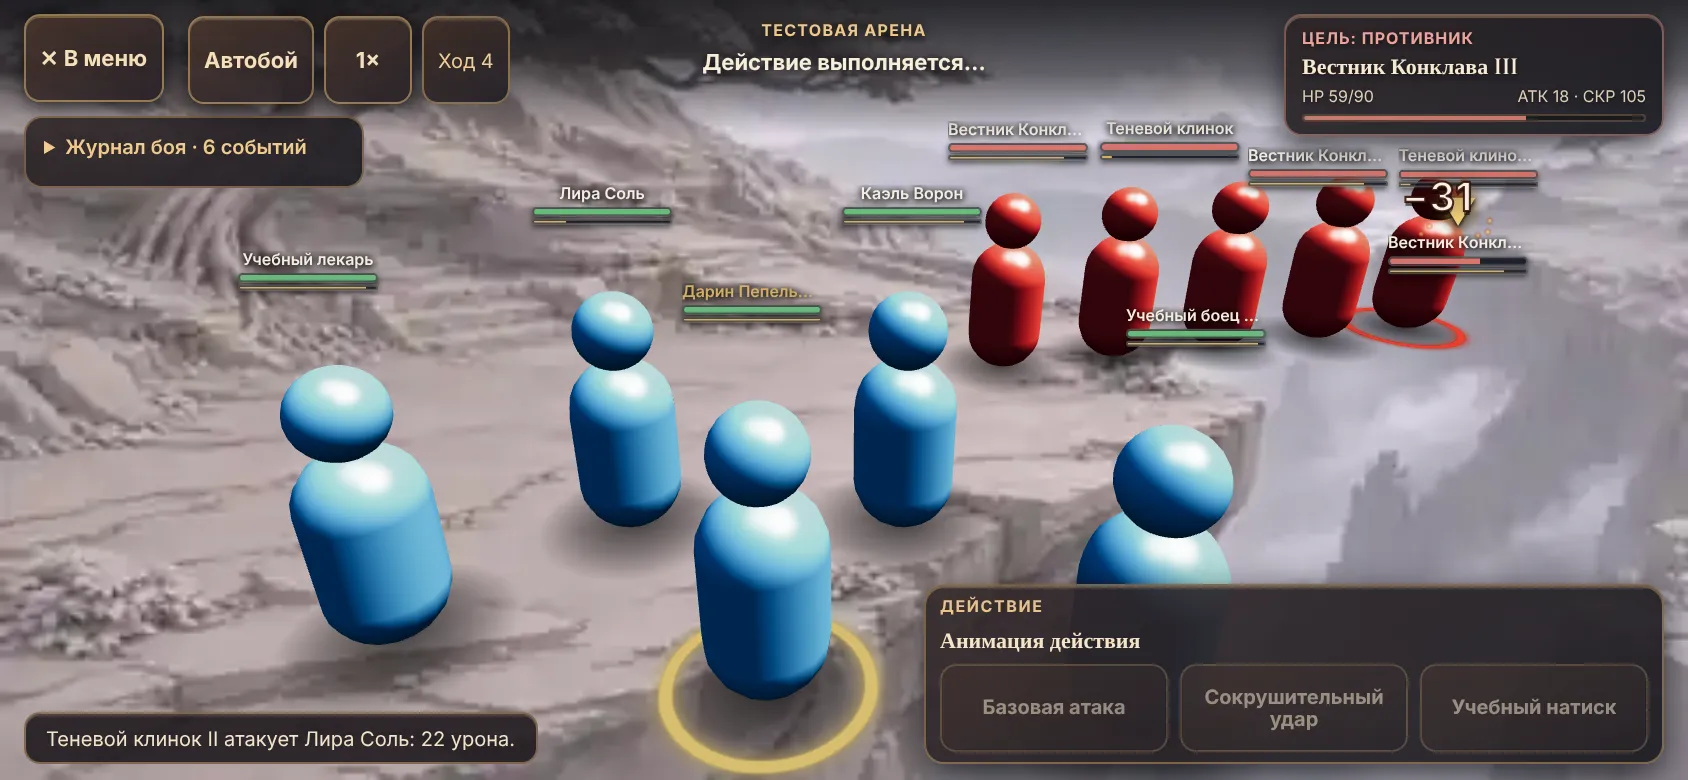 ✕ В меню
Автобой
1×
Ход 4
ТЕСТОВАЯ АРЕНА
Действие выполняется...
ЦЕЛЬ: ПРОТИВНИК
Вестник Конклава III
HP 59/90
АТК 18 · СКР 105
▶ Журнал боя · 6 событий
Вестник Конкл...
Теневой клинок
Вестник Конкл...
Теневой клино...
-31
Лира Соль
Каэль Ворон
Вестник Конкл...
Учебный лекарь
Дарин Пепель...
Учебный боец ...
ДЕЙСТВИЕ
Анимация действия
Базовая атака
Сокрушительный
удар
Учебный натиск
Теневой клинок II атакует Лира Соль: 22 урона.